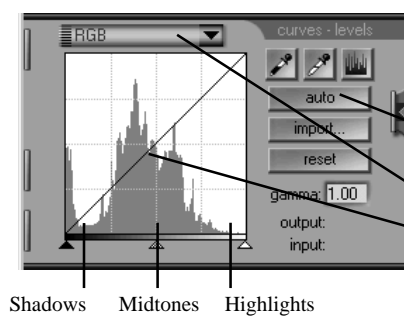 RGB
curves - levels
auto
import...
reset
gamma: 1.00
output:
input:
Shadows Midtones Highlights